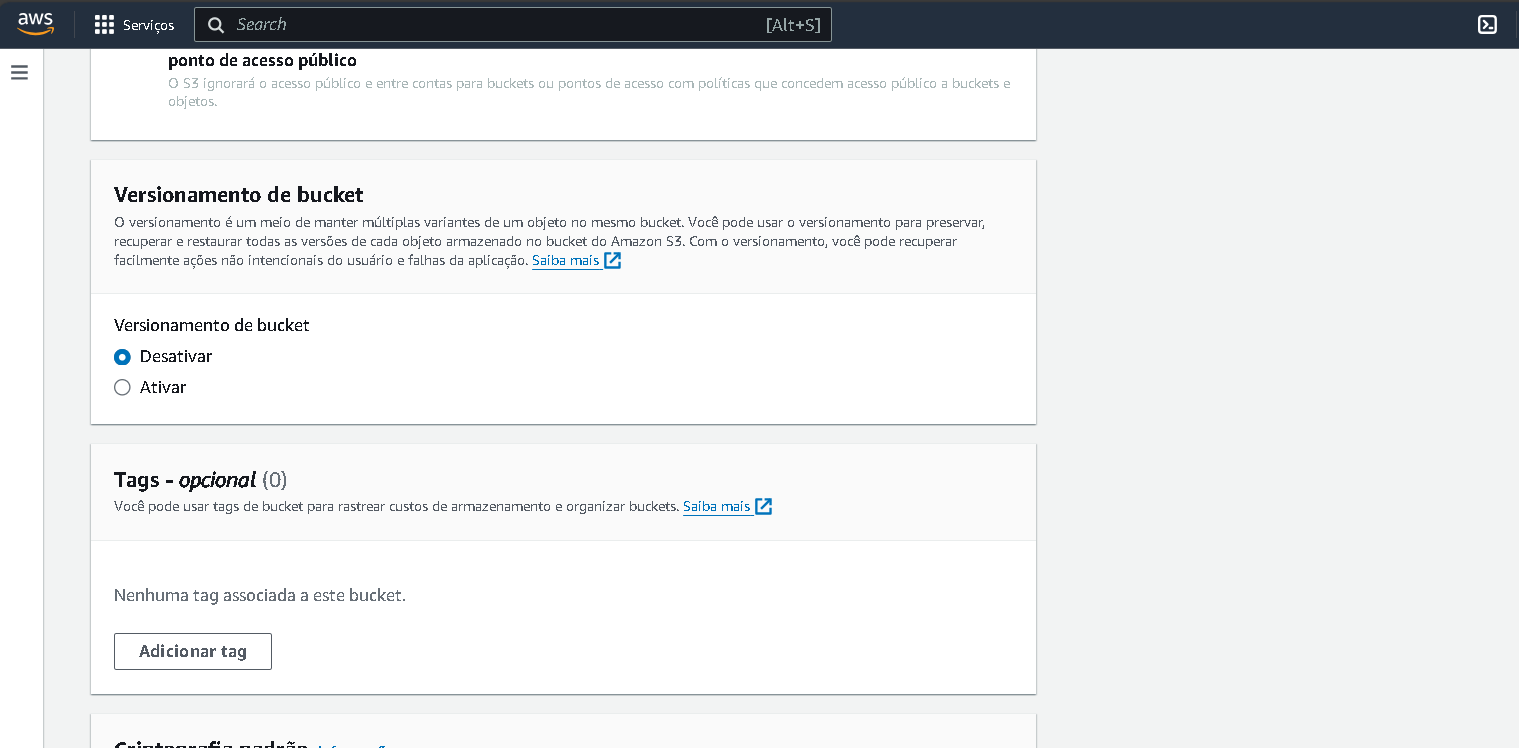 aws
Serviços
Search
[Alt+S]
ponto de acesso público
O S3 ignorará o acesso público e entre contas para buckets ou pontos de acesso com políticas que concedem acesso público a buckets e
objetos.
Versionamento de bucket
O versionamento é um meio de manter múltiplas variantes de um objeto no mesmo bucket. Você pode usar o versionamento para preservar,
recuperar e restaurar todas as versões de cada objeto armazenado no bucket do Amazon S3. Com o versionamento, você pode recuperar
facilmente ações não intencionais do usuário e falhas da aplicação. Saiba mais
Versionamento de bucket
Desativar
Ativar
Tags - opcional (0)
Você pode usar tags de bucket para rastrear custos de armazenamento e organizar buckets. Saiba mais
Nenhuma tag associada a este bucket.
Adicionar tag
Criptografia padrão